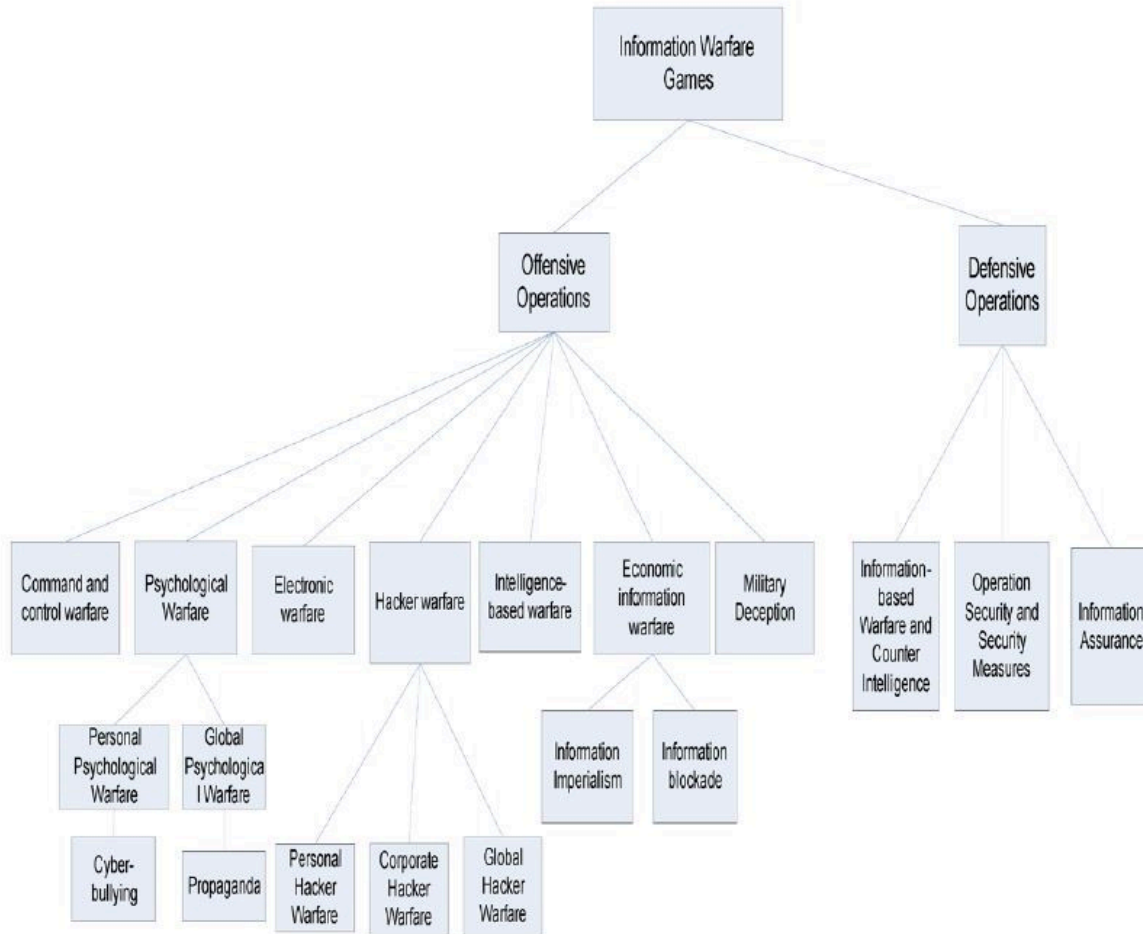 Information Warfare
Games
Offensive
Operations
Defensive
Operations
Command and
control warfare
Psychological
Warfare
Electronic
warfare
Hacker warfare
Intelligence-
based warfare
Economic
information
warfare
Military
Deception
Information-
based
Warfare and
Counter
Intelligence
Operation
Security and
Security
Measures
Information
Assurance
Personal
Psychological
Warfare
Global
Psychologica
l Warfare
Information
Imperialism
Information
blockade
Cyber-
bullying
Propaganda
Personal
Hacker
Warfare
Corporate
Hacker
Warfare
Global
Hacker
Warfare